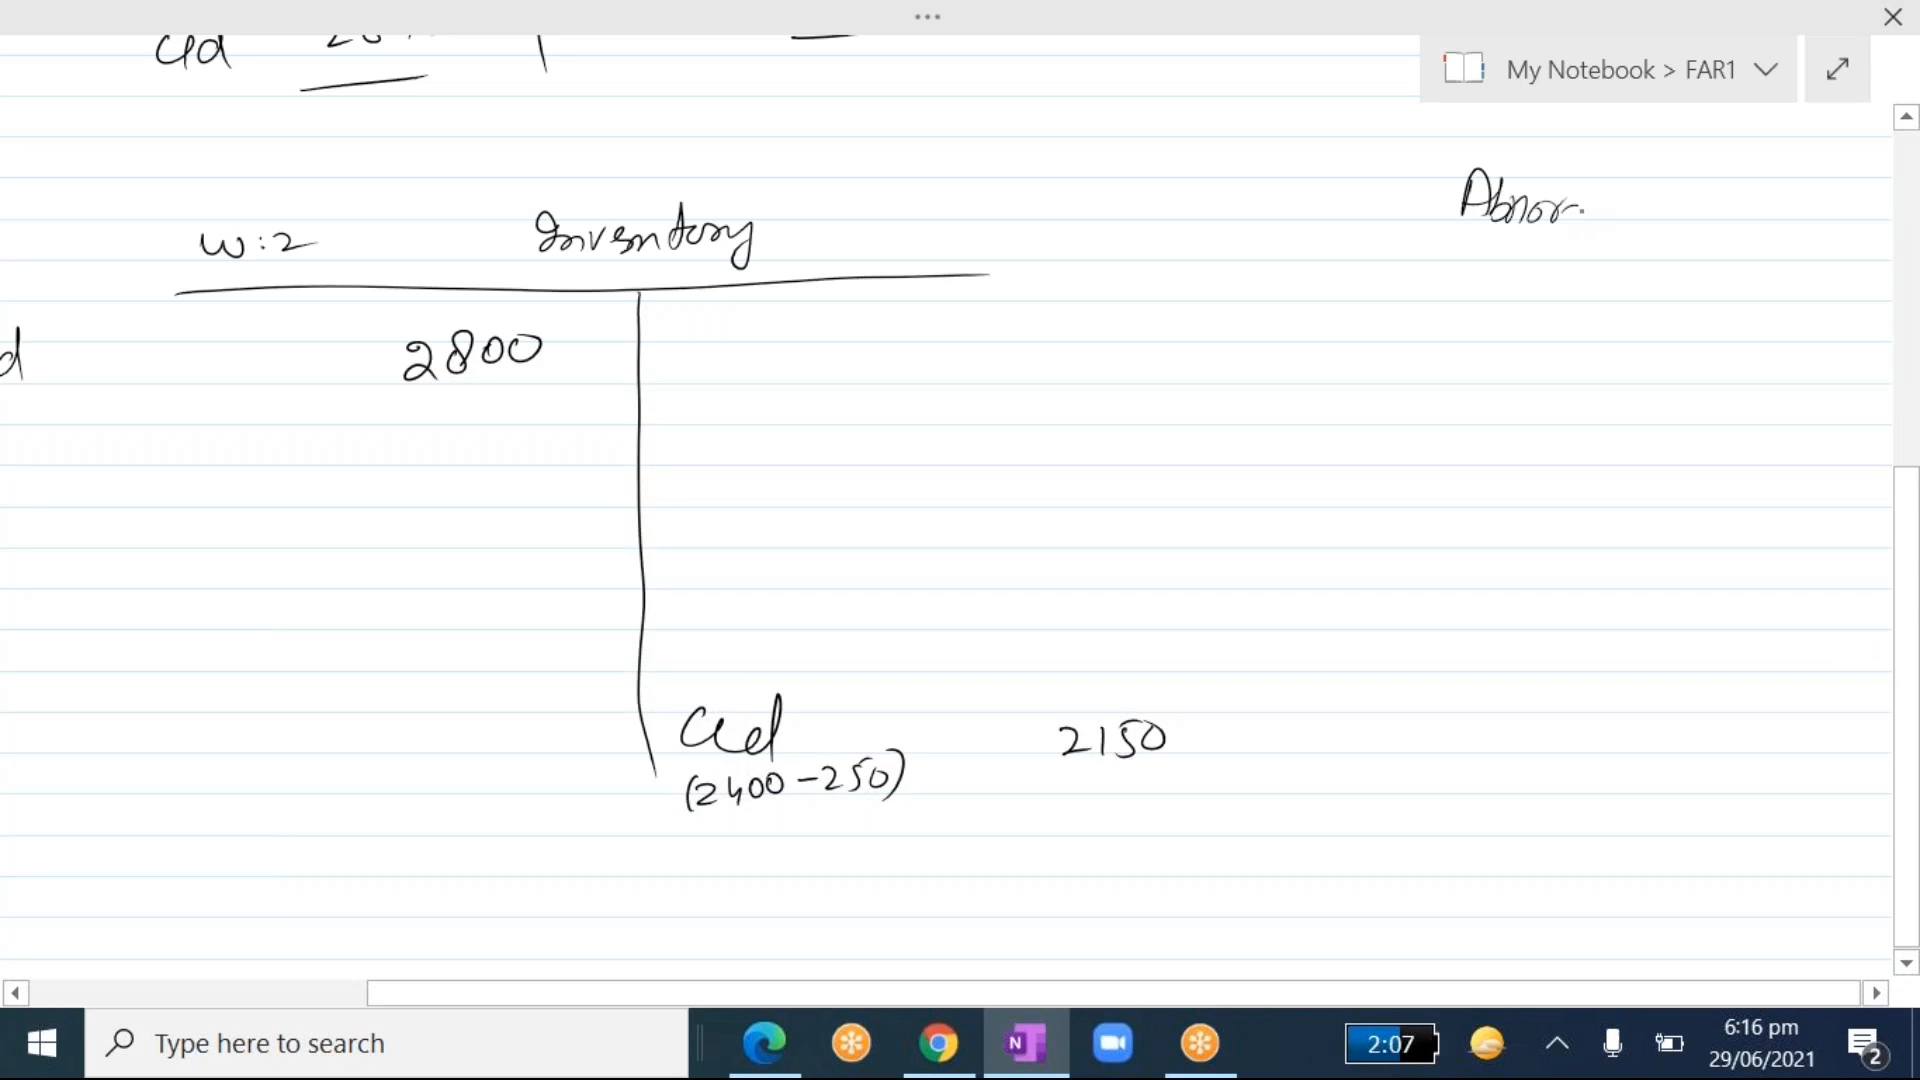 My Notebook > FAR1
Abnor
W:2 Inventory
d 2800
Cld 2150
(2400-250)
Type here to search
2:07
6:16 pm
29/06/2021
2